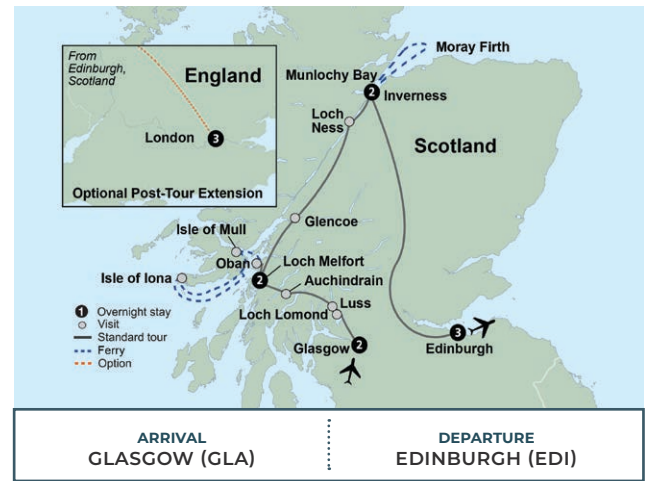 From
Edinburgh,
Scotland
England
London
3
Optional Post-Tour Extension
Moray Firth
Munlochy Bay
2
Inverness
Loch
Ness
Scotland
Glencoe
Isle of Mull
Oban
Loch Melfort
2
Isle of Iona
Auchindrain
Luss
Loch Lomond
Glasgow
2
3
Edinburgh
1 Overnight stay
Visit
Standard tour
Ferry
Option
ARRIVAL
GLASGOW (GLA)
DEPARTURE
EDINBURGH (EDI)